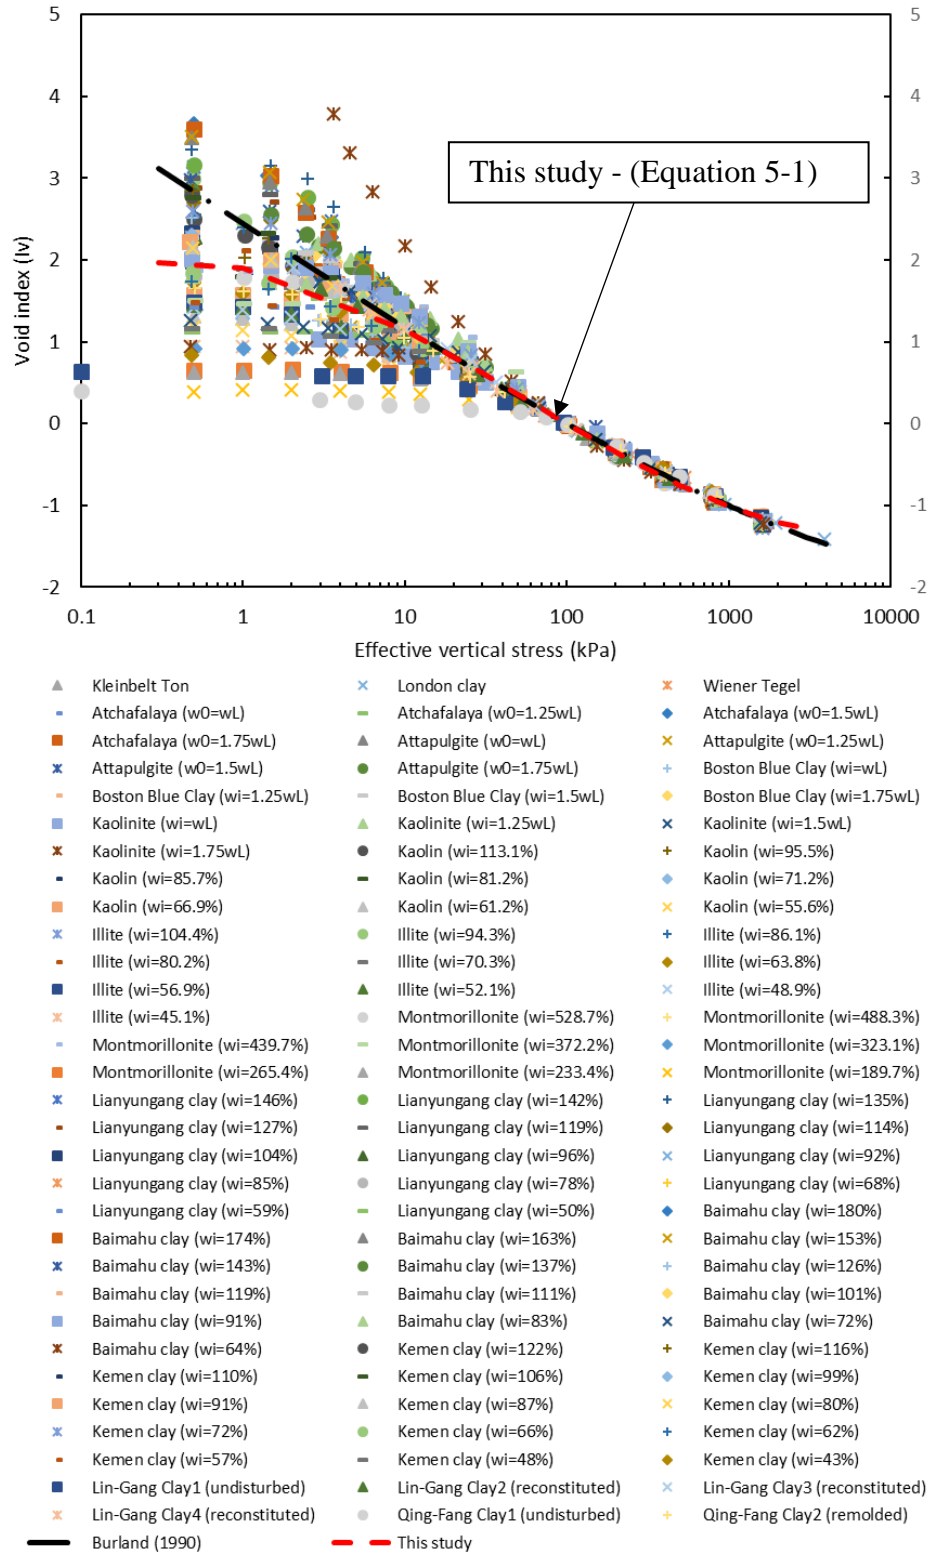 5 5
4 4
3 3
This study - (Equation 5-1)
2 2
1 1
0 0
-1 -1
-2 -2
Void index (Iv)
0.1 1 10 100 1000 10000
Effective vertical stress (kPa)
Kleinbelt Ton London clay Wiener Tegel
Atchafalaya (w0=wL) Atchafalaya (w0=1.25wL) Atchafalaya (w0=1.5wL)
Atchafalaya (w0=1.75wL) Attapulgite (w0=wL) Attapulgite (w0=1.25wL)
Attapulgite (w0=1.5wL) Attapulgite (w0=1.75wL) Boston Blue Clay (wi=wL)
Boston Blue Clay (wi=1.25wL) Boston Blue Clay (wi=1.5wL) Boston Blue Clay (wi=1.75wL)
Kaolinite (wi=wL) Kaolinite (wi=1.25wL) Kaolinite (wi=1.5wL)
Kaolinite (wi=1.75wL) Kaolin (wi=113.1%) Kaolin (wi=95.5%)
Kaolin (wi=85.7%) Kaolin (wi=81.2%) Kaolin (wi=71.2%)
Kaolin (wi=66.9%) Kaolin (wi=61.2%) Kaolin (wi=55.6%)
Illite (wi=104.4%) Illite (wi=94.3%) Illite (wi=86.1%)
Illite (wi=80.2%) Illite (wi=70.3%) Illite (wi=63.8%)
Illite (wi=56.9%) Illite (wi=52.1%) Illite (wi=48.9%)
Illite (wi=45.1%) Montmorillonite (wi=528.7%) Montmorillonite (wi=488.3%)
Montmorillonite (wi=439.7%) Montmorillonite (wi=372.2%) Montmorillonite (wi=323.1%)
Montmorillonite (wi=265.4%) Montmorillonite (wi=233.4%) Montmorillonite (wi=189.7%)
Lianyungang clay (wi=146%) Lianyungang clay (wi=142%) Lianyungang clay (wi=135%)
Lianyungang clay (wi=127%) Lianyungang clay (wi=119%) Lianyungang clay (wi=114%)
Lianyungang clay (wi=104%) Lianyungang clay (wi=96%) Lianyungang clay (wi=92%)
Lianyungang clay (wi=85%) Lianyungang clay (wi=78%) Lianyungang clay (wi=68%)
Lianyungang clay (wi=59%) Lianyungang clay (wi=50%) Baimahu clay (wi=180%)
Baimahu clay (wi=174%) Baimahu clay (wi=163%) Baimahu clay (wi=153%)
Baimahu clay (wi=143%) Baimahu clay (wi=137%) Baimahu clay (wi=126%)
Baimahu clay (wi=119%) Baimahu clay (wi=111%) Baimahu clay (wi=101%)
Baimahu clay (wi=91%) Baimahu clay (wi=83%) Baimahu clay (wi=72%)
Baimahu clay (wi=64%) Kemen clay (wi=122%) Kemen clay (wi=116%)
Kemen clay (wi=110%) Kemen clay (wi=106%) Kemen clay (wi=99%)
Kemen clay (wi=91%) Kemen clay (wi=87%) Kemen clay (wi=80%)
Kemen clay (wi=72%) Kemen clay (wi=66%) Kemen clay (wi=62%)
Kemen clay (wi=57%) Kemen clay (wi=48%) Kemen clay (wi=43%)
Lin-Gang Clay1 (undisturbed) Lin-Gang Clay2 (reconstituted) Lin-Gang Clay3 (reconstituted)
Lin-Gang Clay4 (reconstituted) Qing-Fang Clay1 (undisturbed) Qing-Fang Clay2 (remolded)
Burland (1990) This study